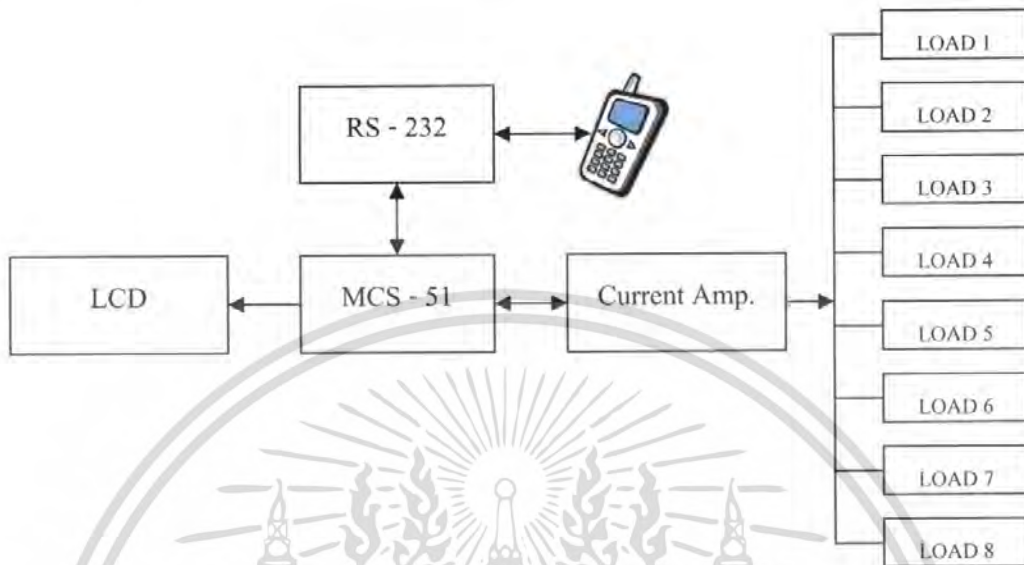 RS - 232
LCD
MCS - 51
Current Amp.
LOAD 1
LOAD 2
LOAD 3
LOAD 4
LOAD 5
LOAD 6
LOAD 7
LOAD 8